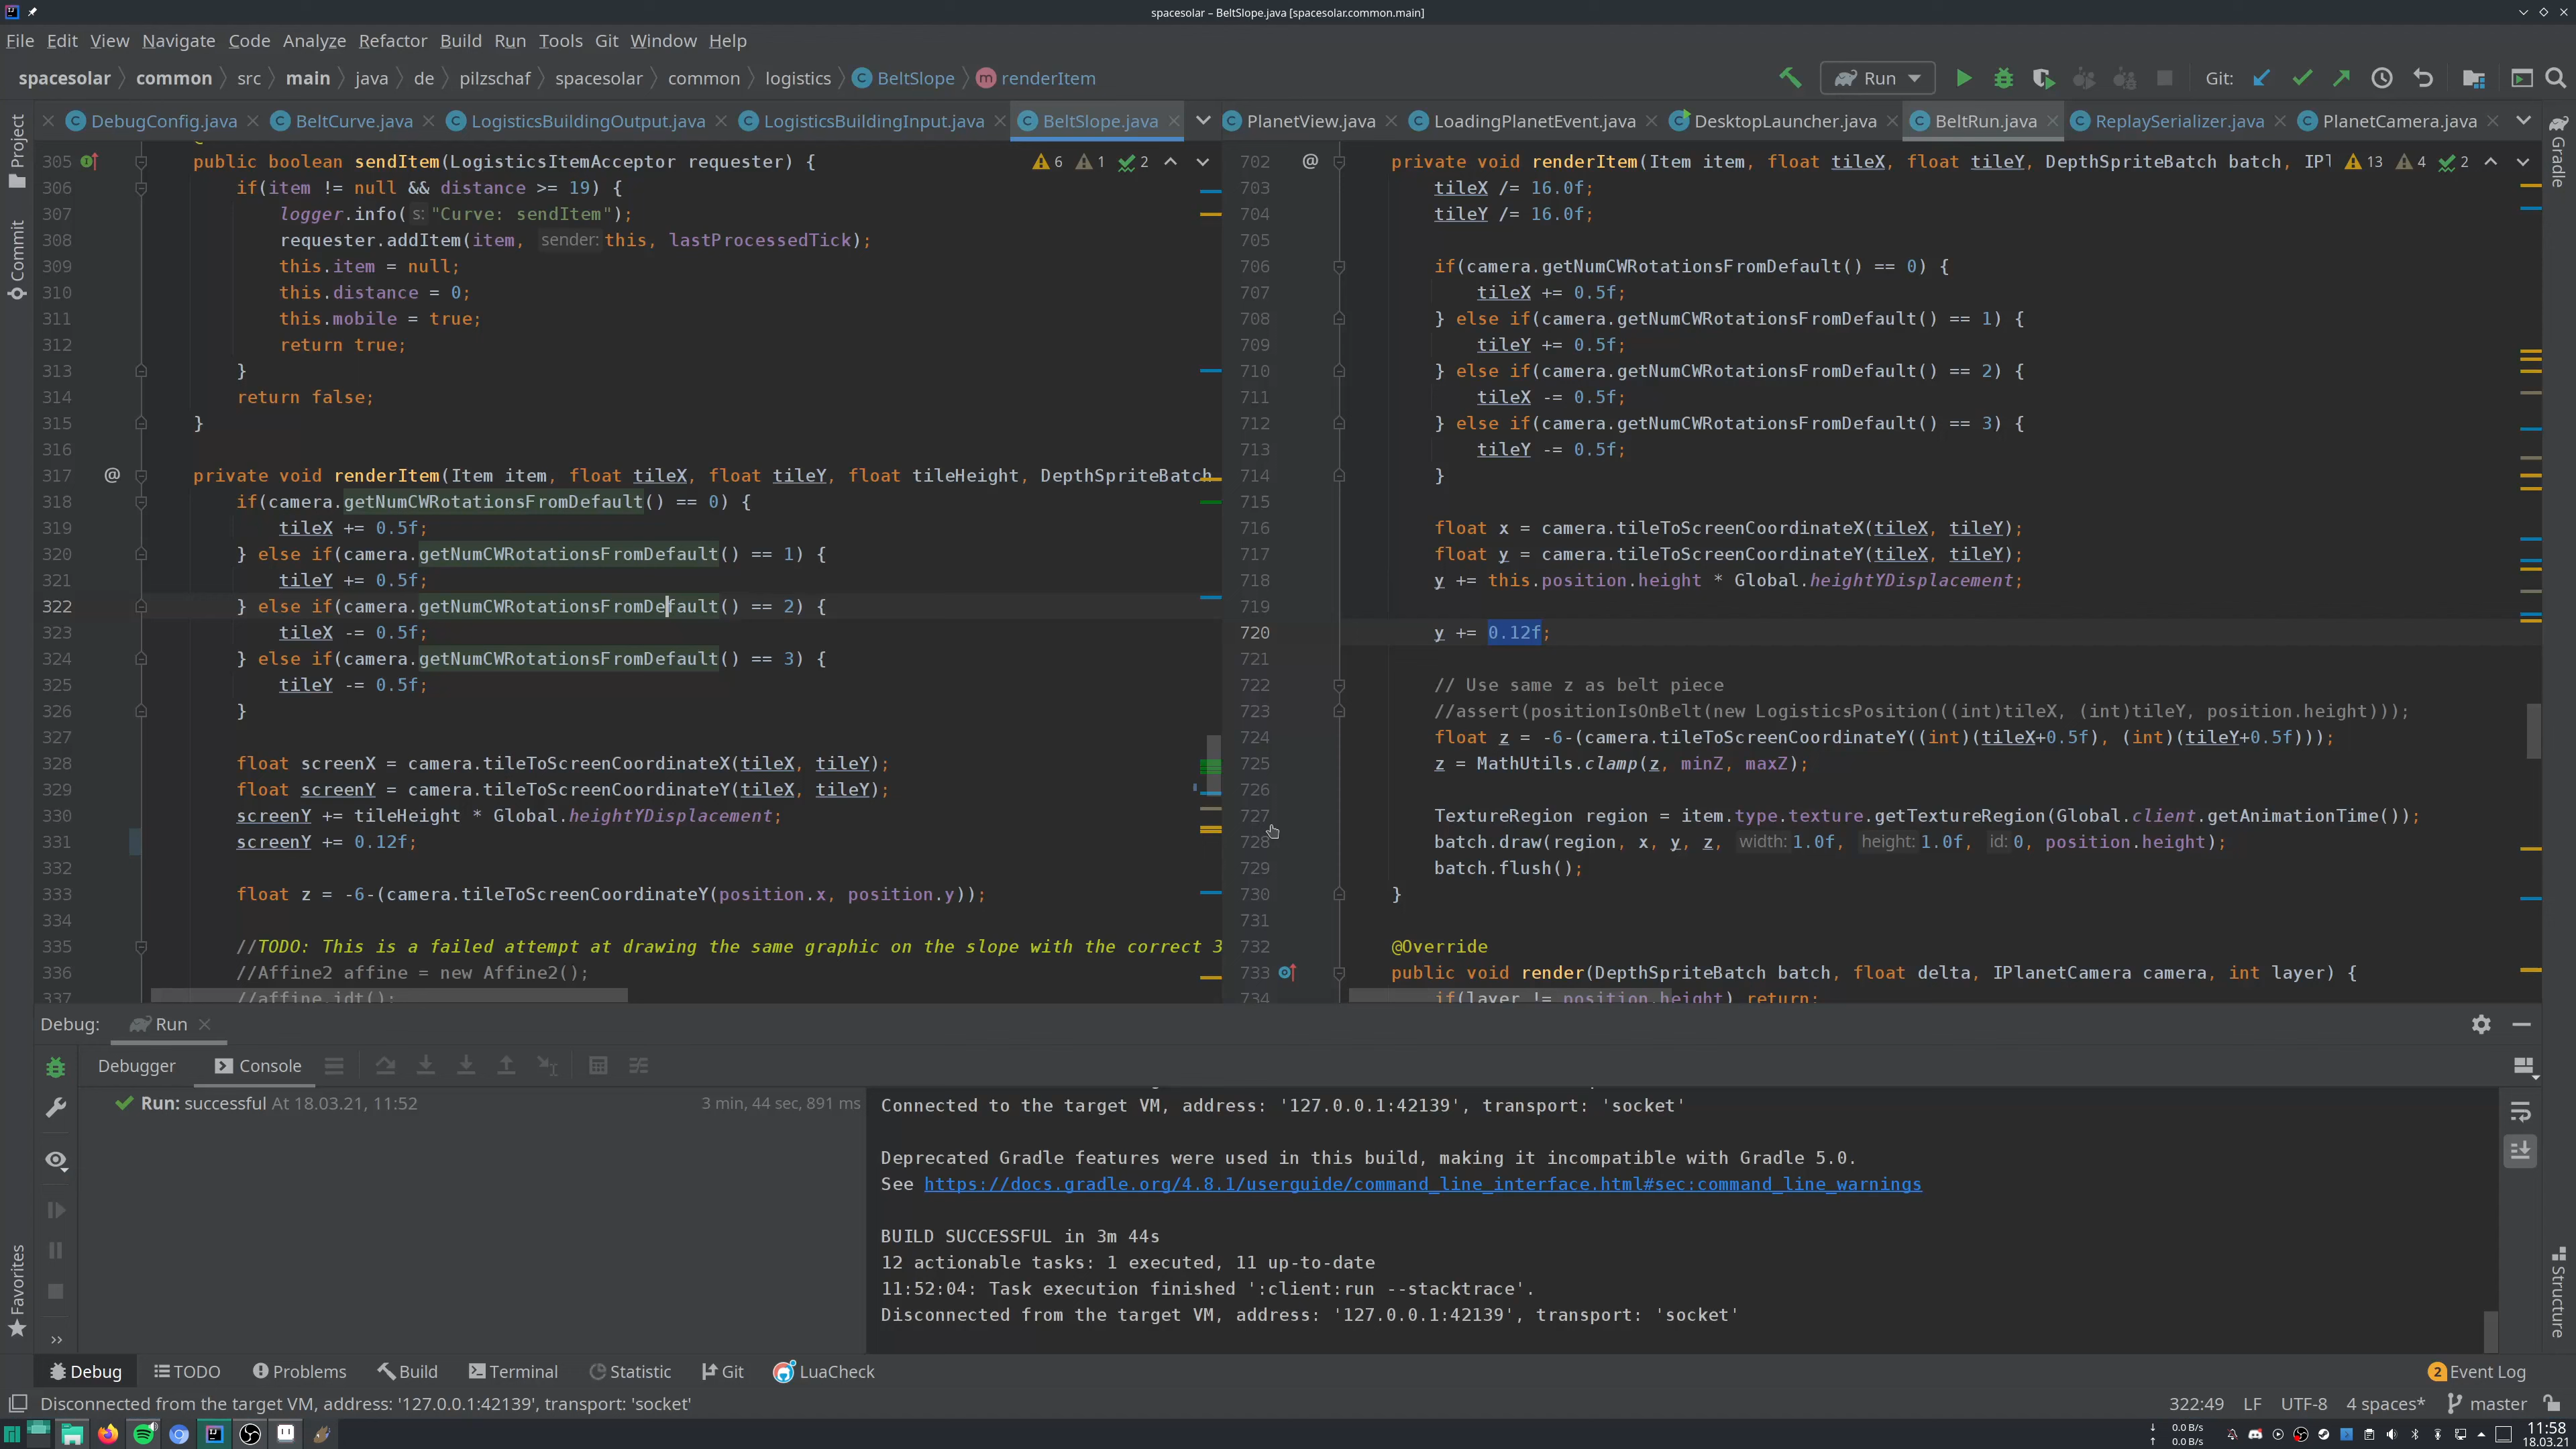 spacesolar – BeltSlope.java [spacesolar.common.main]
File Edit View Navigate Code Analyze Refactor Build Run Tools Git Window Help
spacesolar common src main java de pilzschaf spacesolar common logistics BeltSlope renderItem
Run Git:
DebugConfig.java BeltCurve.java LogisticsBuildingOutput.java LogisticsBuildingInput.java BeltSlope.java
PlanetView.java LoadingPlanetEvent.java DesktopLauncher.java BeltRun.java ReplaySerializer.java PlanetCamera.java
Project
Commit
Favorites
6 1 2
305 public boolean sendItem(LogisticsItemAcceptor requester) {
306 if(item != null && distance >= 19) {
307 logger.info( s: "Curve: sendItem");
308 requester.addItem(item, sender: this, lastProcessedTick);
309 this.item = null;
310 this.distance = 0;
311 this.mobile = true;
312 return true;
313 }
314 return false;
315 }
316
317 @ private void renderItem(Item item, float tileX, float tileY, float tileHeight, DepthSpriteBatch
318 if(camera.getNumCWRotationsFromDefault() == 0) {
319 tileX += 0.5f;
320 } else if(camera.getNumCWRotationsFromDefault() == 1) {
321 tileY += 0.5f;
322 } else if(camera.getNumCWRotationsFromDefault() == 2) {
323 tileX -= 0.5f;
324 } else if(camera.getNumCWRotationsFromDefault() == 3) {
325 tileY -= 0.5f;
326 }
327
328 float screenX = camera.tileToScreenCoordinateX(tileX, tileY);
329 float screenY = camera.tileToScreenCoordinateY(tileX, tileY);
330 screenY += tileHeight * Global.heightYDisplacement;
331 screenY += 0.12f;
332
333 float z = -6-(camera.tileToScreenCoordinateY(position.x, position.y));
334
335 //TODO: This is a failed attempt at drawing the same graphic on the slope with the correct 3
336 //Affine2 affine = new Affine2();
337 //affine.idt();
13 4 2
702 @ private void renderItem(Item item, float tileX, float tileY, DepthSpriteBatch batch, IPl
703 tileX /= 16.0f;
704 tileY /= 16.0f;
705
706 if(camera.getNumCWRotationsFromDefault() == 0) {
707 tileX += 0.5f;
708 } else if(camera.getNumCWRotationsFromDefault() == 1) {
709 tileY += 0.5f;
710 } else if(camera.getNumCWRotationsFromDefault() == 2) {
711 tileX -= 0.5f;
712 } else if(camera.getNumCWRotationsFromDefault() == 3) {
713 tileY -= 0.5f;
714 }
715
716 float x = camera.tileToScreenCoordinateX(tileX, tileY);
717 float y = camera.tileToScreenCoordinateY(tileX, tileY);
718 y += this.position.height * Global.heightYDisplacement;
719
720 y += 0.12f;
721
722 // Use same z as belt piece
723 //assert(positionIsOnBelt(new LogisticsPosition((int)tileX, (int)tileY, position.height)));
724 float z = -6-(camera.tileToScreenCoordinateY((int)(tileX+0.5f), (int)(tileY+0.5f)));
725 z = MathUtils.clamp(z, minZ, maxZ);
726
727 TextureRegion region = item.type.texture.getTextureRegion(Global.client.getAnimationTime());
728 batch.draw(region, x, y, z, width: 1.0f, height: 1.0f, id: 0, position.height);
729 batch.flush();
730 }
731
732 @Override
733 public void render(DepthSpriteBatch batch, float delta, IPlanetCamera camera, int layer) {
734 if(layer != position.height) return;
Gradle
Structure
Debug: Run
Debugger Console
Run: successful At 18.03.21, 11:52 3 min, 44 sec, 891 ms
Connected to the target VM, address: '127.0.0.1:42139', transport: 'socket'
Deprecated Gradle features were used in this build, making it incompatible with Gradle 5.0.
See https://docs.gradle.org/4.8.1/userguide/command_line_interface.html#sec:command_line_warnings
BUILD SUCCESSFUL in 3m 44s
12 actionable tasks: 1 executed, 11 up-to-date
11:52:04: Task execution finished ':client:run --stacktrace'.
Disconnected from the target VM, address: '127.0.0.1:42139', transport: 'socket'
Debug TODO Problems Build Terminal Statistic Git LuaCheck 2 Event Log
Disconnected from the target VM, address: '127.0.0.1:42139', transport: 'socket' 322:49 LF UTF-8 4 spaces* master
↓ 0.0 B/s
↑ 0.0 B/s
11:58
18.03.21